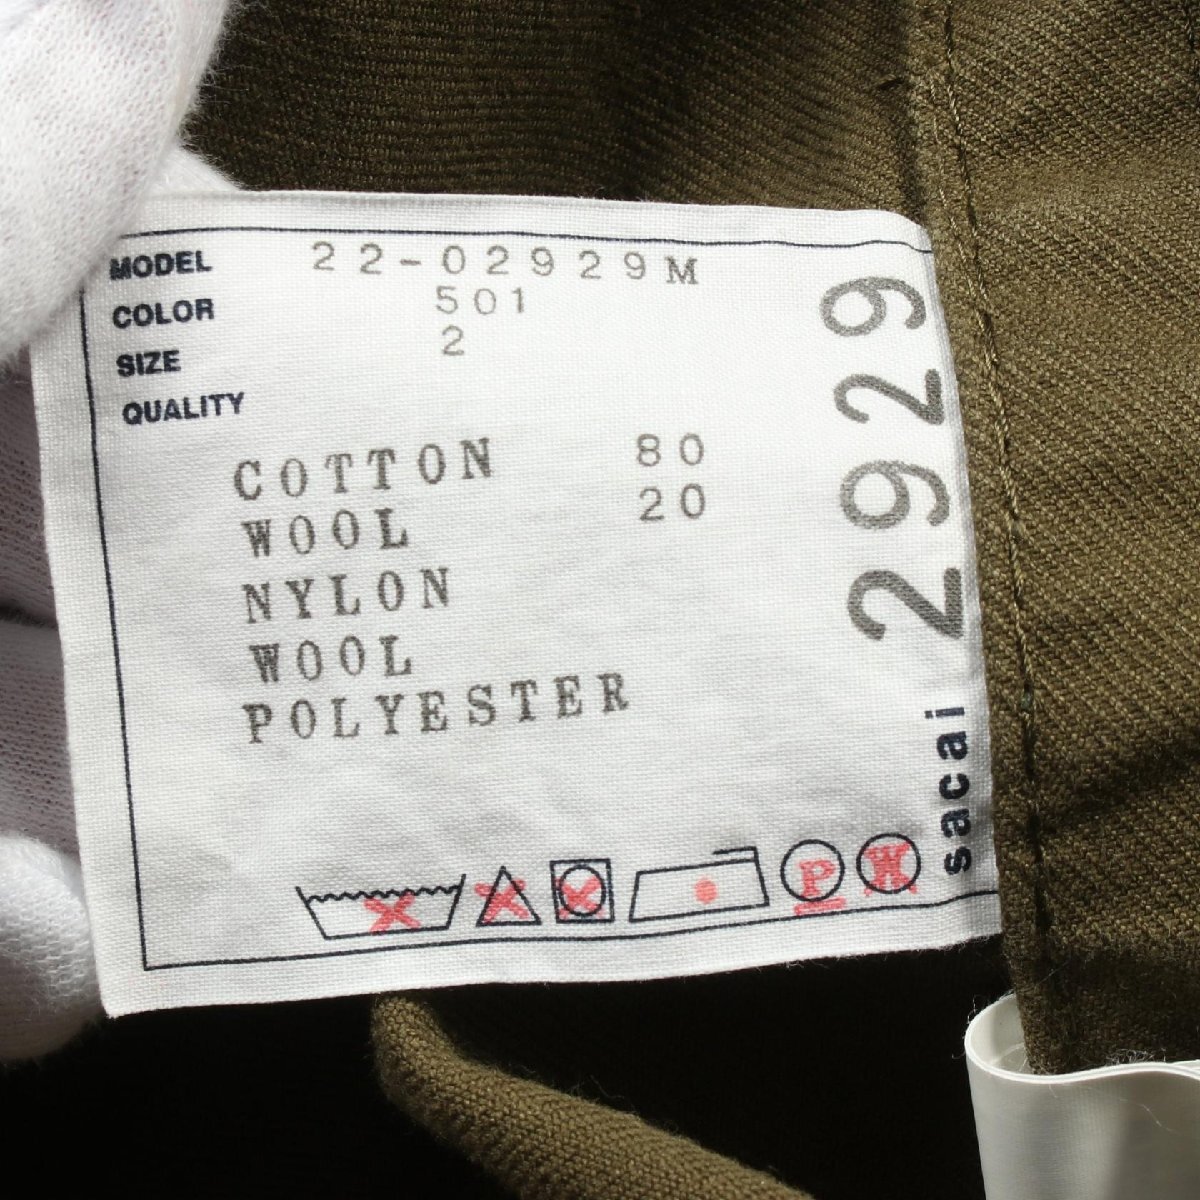 MODEL 22-02929M
COLOR 501
SIZE 2
QUALITY
COTTON 80
WOOL 20
NYLON
WOOL
POLYESTER
2929
sacai
P W